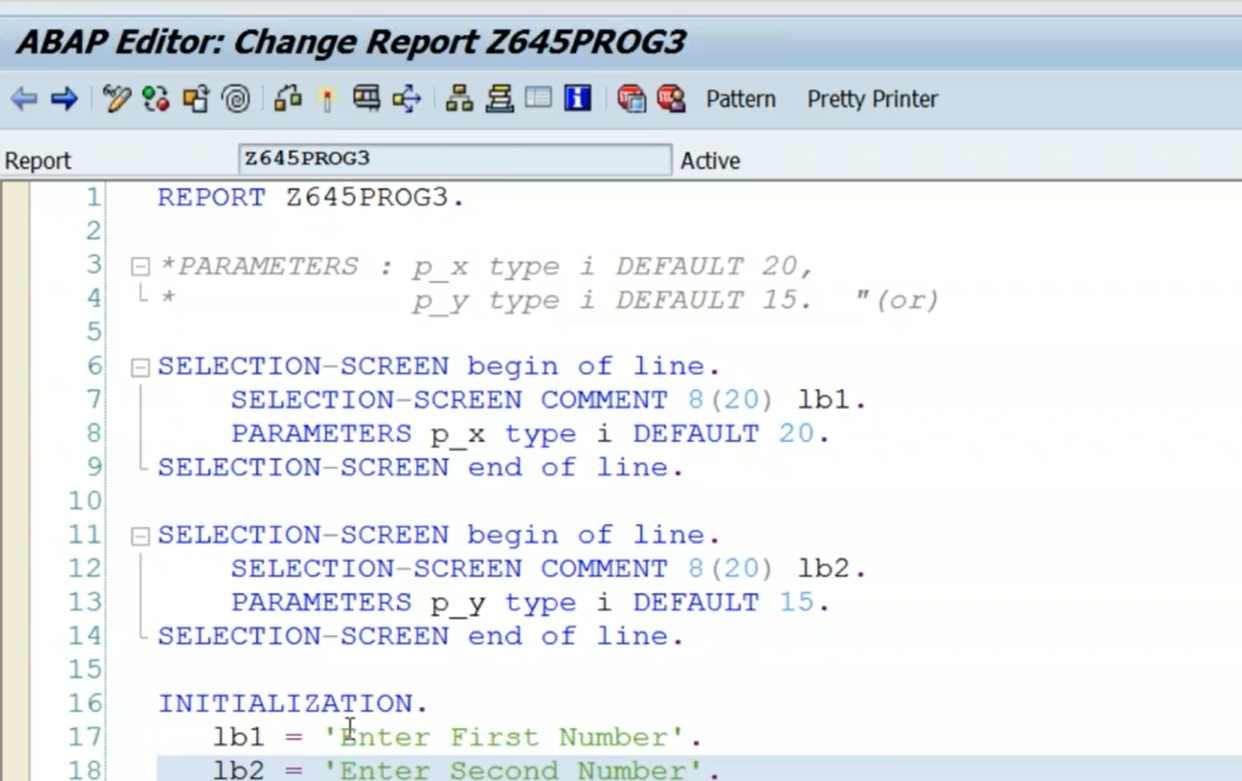 ABAP Editor: Change Report Z645PROG3
Pattern Pretty Printer
Report Z645PROG3 Active
1 REPORT Z645PROG3.
2
3 *PARAMETERS : p_x type i DEFAULT 20,
4 * p_y type i DEFAULT 15. "(or)
5
6 SELECTION-SCREEN begin of line.
7 SELECTION-SCREEN COMMENT 8(20) lb1.
8 PARAMETERS p_x type i DEFAULT 20.
9 SELECTION-SCREEN end of line.
10
11 SELECTION-SCREEN begin of line.
12 SELECTION-SCREEN COMMENT 8(20) lb2.
13 PARAMETERS p_y type i DEFAULT 15.
14 SELECTION-SCREEN end of line.
15
16 INITIALIZATION.
17 lb1 = 'Enter First Number'.
18 lb2 = 'Enter Second Number'.